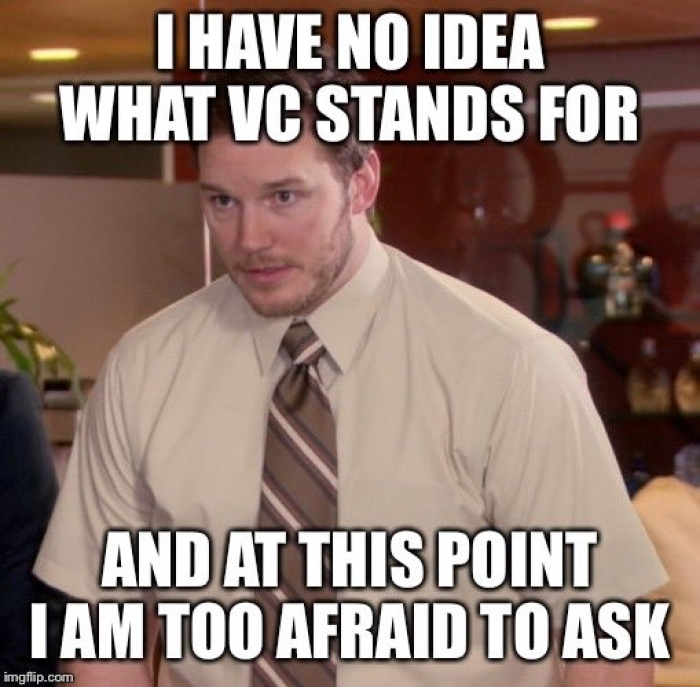 I HAVE NO IDEA
WHAT VC STANDS FOR
AND AT THIS POINT
I AM TOO AFRAID TO ASK
imgflip.com